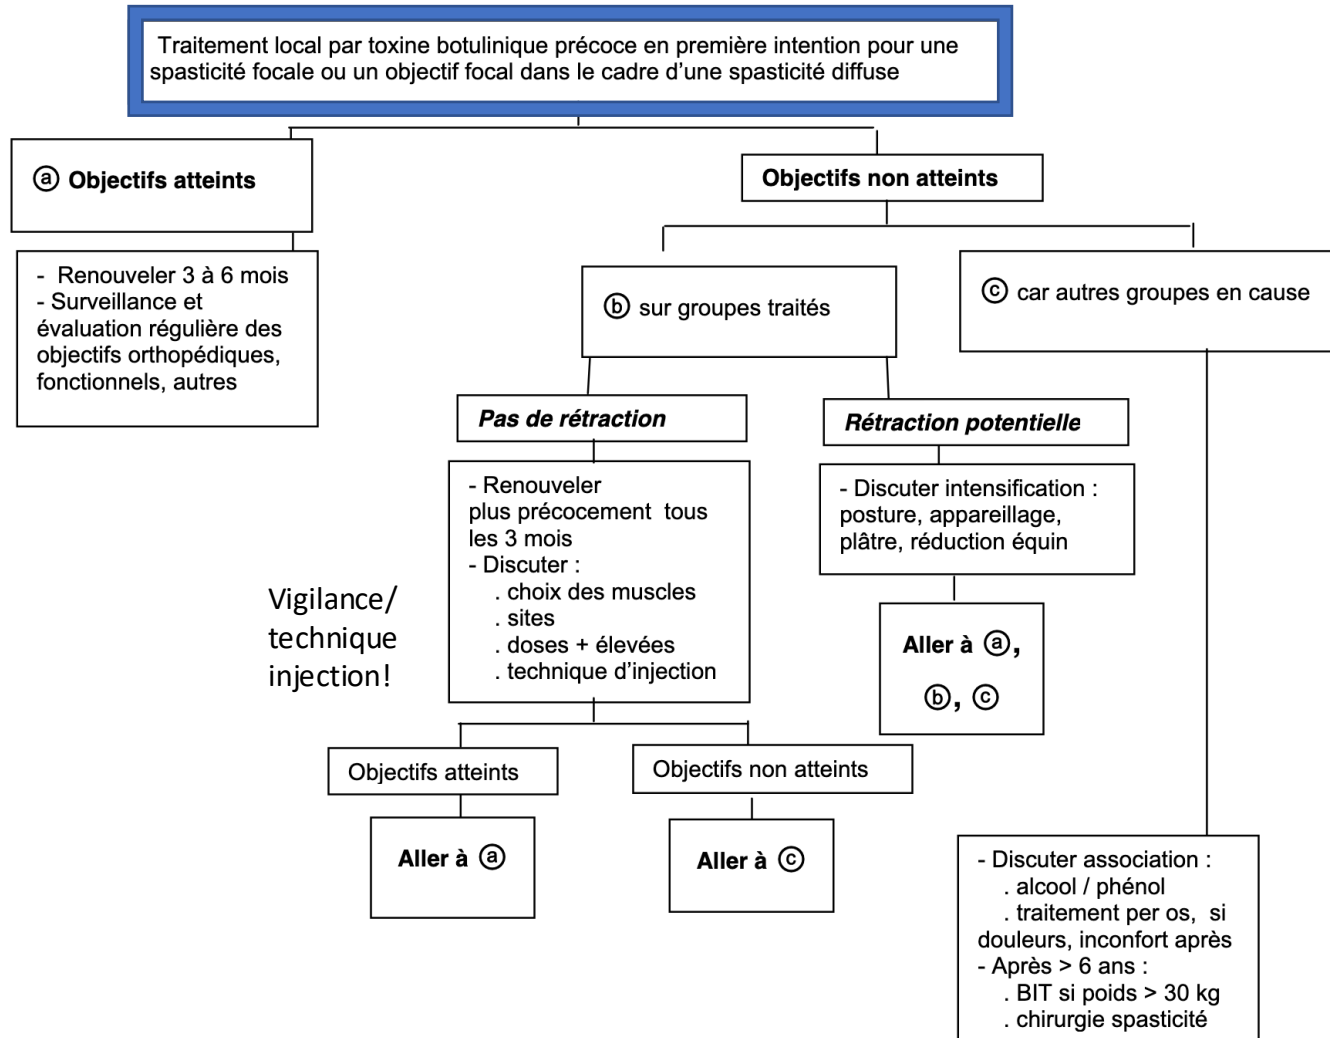 Traitement local par toxine botulinique précoce en première intention pour une
spasticité focale ou un objectif focal dans le cadre d’une spasticité diffuse
ⓐ Objectifs atteints
- Renouveler 3 à 6 mois
- Surveillance et
évaluation régulière des
objectifs orthopédiques,
fonctionnels, autres
Objectifs non atteints
ⓑ sur groupes traités
ⓒ car autres groupes en cause
Pas de rétraction
- Renouveler
plus précocement tous
les 3 mois
- Discuter :
. choix des muscles
. sites
. doses + élevées
. technique d’injection
Vigilance/
technique
injection!
Rétraction potentielle
- Discuter intensification :
posture, appareillage,
plâtre, réduction équin
Aller à ⓐ,
ⓑ, ⓒ
Objectifs atteints
Aller à ⓐ
Objectifs non atteints
Aller à ⓒ
- Discuter association :
. alcool / phénol
. traitement per os, si
douleurs, inconfort après
- Après > 6 ans :
. BIT si poids > 30 kg
. chirurgie spasticité